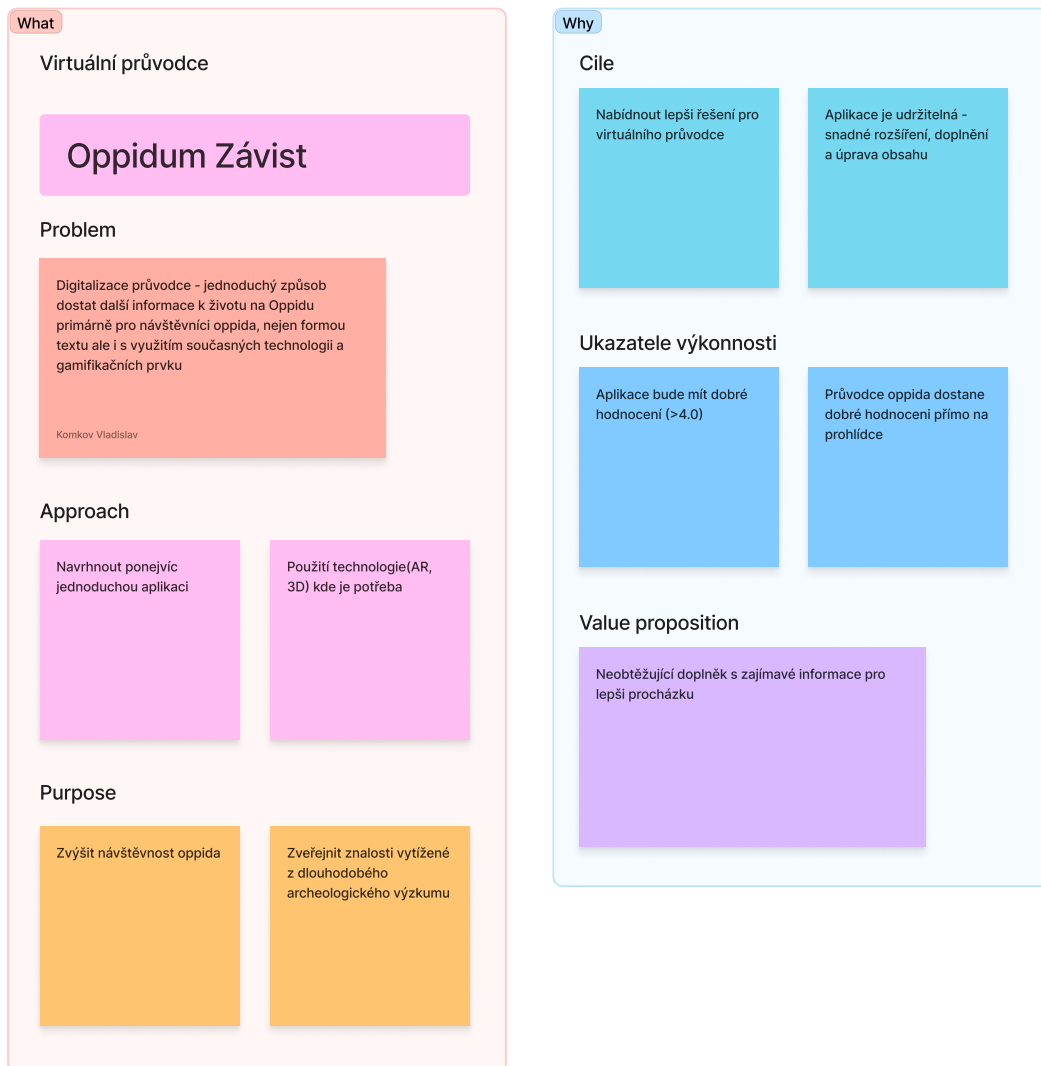 What
Virtuální průvodce
Oppidum Závist
Problem
Digitalizace průvodce - jednoduchý způsob
dostat další informace k životu na Oppidu
primárně pro návštěvníci oppida, nejen formou
textu ale i s využitím současných technologii a
gamifikačních prvku
Komkov Vladislav
Approach
Navrhnout ponejvíc
jednoduchou aplikaci
Použití technologie(AR,
3D) kde je potřeba
Purpose
Zvýšit návštěvnost oppida
Zveřejnit znalosti vytížené
z dlouhodobého
archeologického výzkumu
Why
Cile
Nabídnout lepši řešení pro
virtuálního průvodce
Aplikace je udržitelná -
snadné rozšíření, doplnění
a úprava obsahu
Ukazatele výkonnosti
Aplikace bude mít dobré
hodnocení (>4.0)
Průvodce oppida dostane
dobré hodnoceni přímo na
prohlídce
Value proposition
Neobtěžující doplněk s zajímavé informace pro
lepši procházku